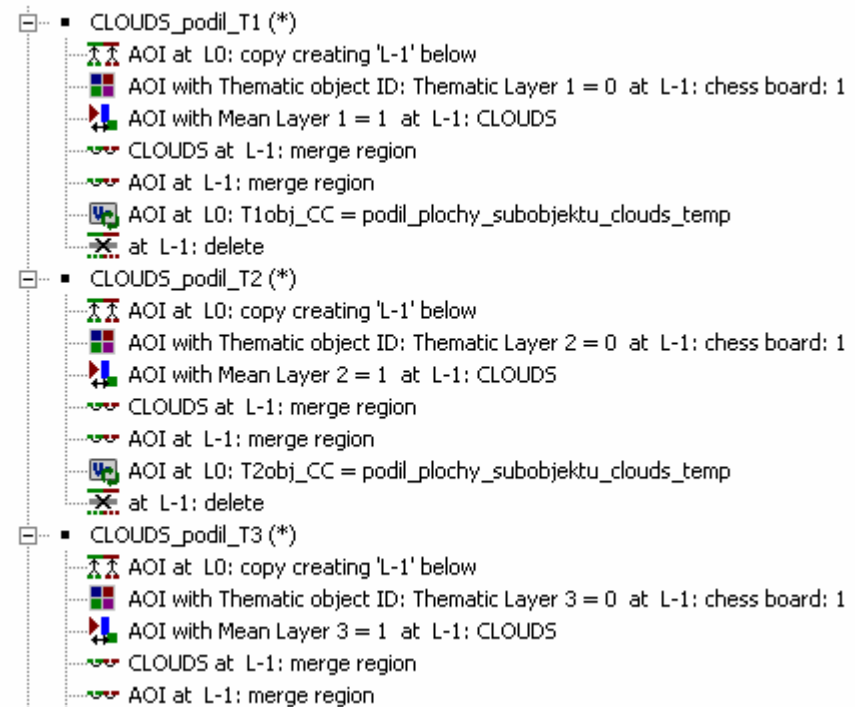 CLOUDS_podil_T1 (*)
AOI at L0: copy creating 'L-1' below
AOI with Thematic object ID: Thematic Layer 1 = 0 at L-1: chess board: 1
AOI with Mean Layer 1 = 1 at L-1: CLOUDS
CLOUDS at L-1: merge region
AOI at L-1: merge region
AOI at L0: T1obj_CC = podil_plochy_subobjektu_clouds_temp
at L-1: delete
CLOUDS_podil_T2 (*)
AOI at L0: copy creating 'L-1' below
AOI with Thematic object ID: Thematic Layer 2 = 0 at L-1: chess board: 1
AOI with Mean Layer 2 = 1 at L-1: CLOUDS
CLOUDS at L-1: merge region
AOI at L-1: merge region
AOI at L0: T2obj_CC = podil_plochy_subobjektu_clouds_temp
at L-1: delete
CLOUDS_podil_T3 (*)
AOI at L0: copy creating 'L-1' below
AOI with Thematic object ID: Thematic Layer 3 = 0 at L-1: chess board: 1
AOI with Mean Layer 3 = 1 at L-1: CLOUDS
CLOUDS at L-1: merge region
AOI at L-1: merge region